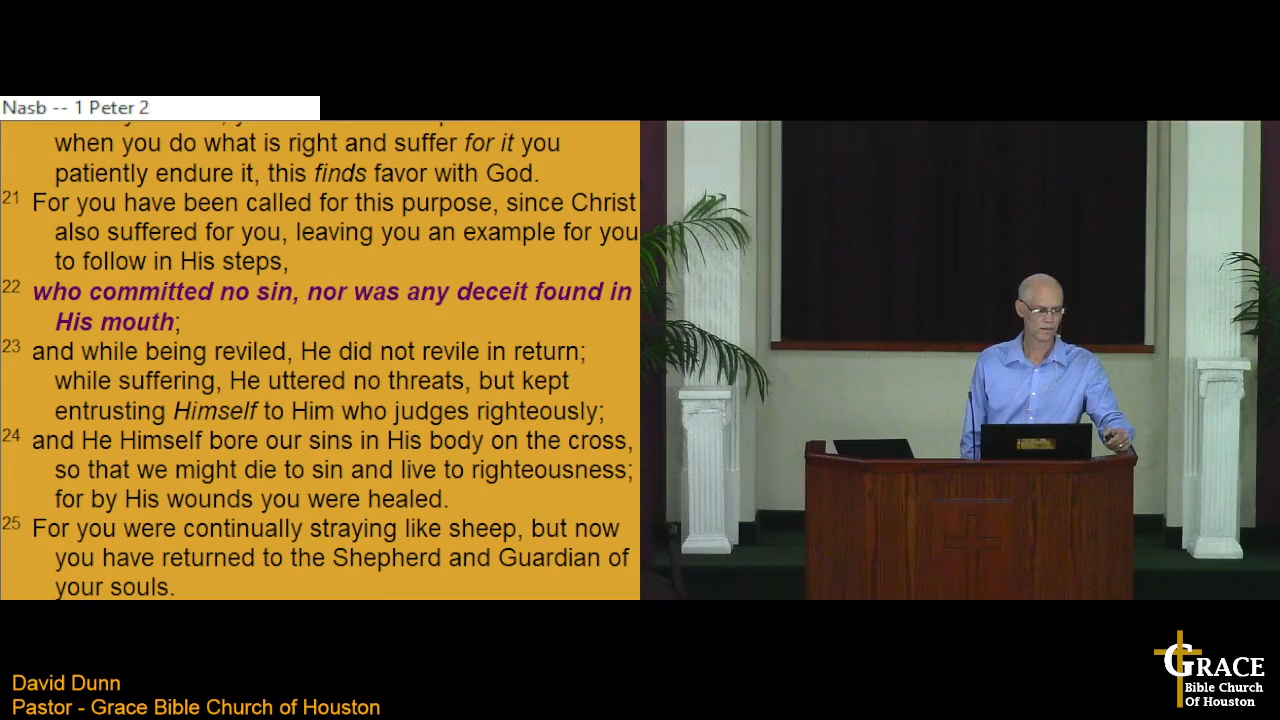 Nasb -- 1 Peter 2
when you do what is right and suffer for it you
patiently endure it, this finds favor with God.
21 For you have been called for this purpose, since Christ
also suffered for you, leaving you an example for you
to follow in His steps,
22 who committed no sin, nor was any deceit found in
His mouth;
23 and while being reviled, He did not revile in return;
while suffering, He uttered no threats, but kept
entrusting Himself to Him who judges righteously;
24 and He Himself bore our sins in His body on the cross,
so that we might die to sin and live to righteousness;
for by His wounds you were healed.
25 For you were continually straying like sheep, but now
you have returned to the Shepherd and Guardian of
your souls.
David Dunn
Pastor - Grace Bible Church of Houston
GRACE
Bible Church
Of Houston